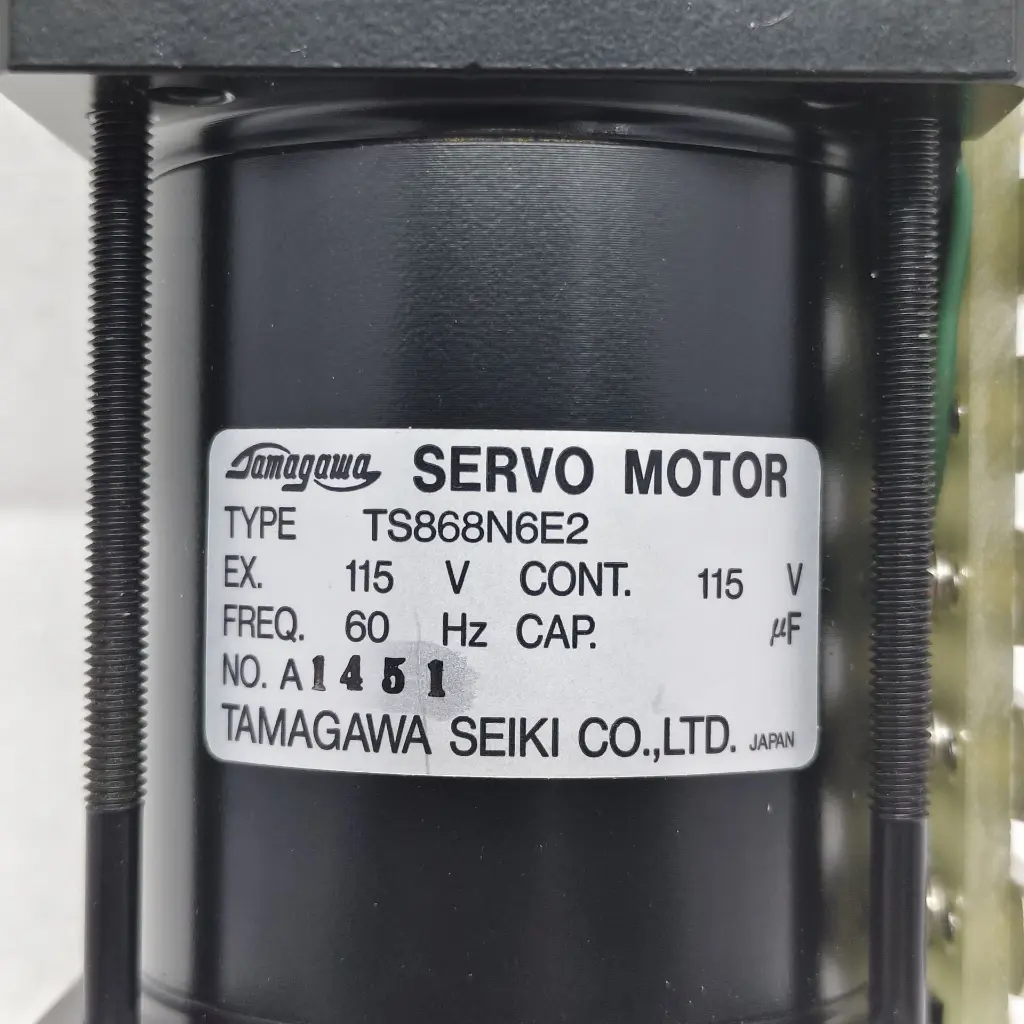 Tamagawa SERVO MOTOR
TYPE TS868N6E2
EX. 115 V CONT. 115 V
FREQ. 60 Hz CAP. µF
NO. A1451
TAMAGAWA SEIKI CO.,LTD. JAPAN